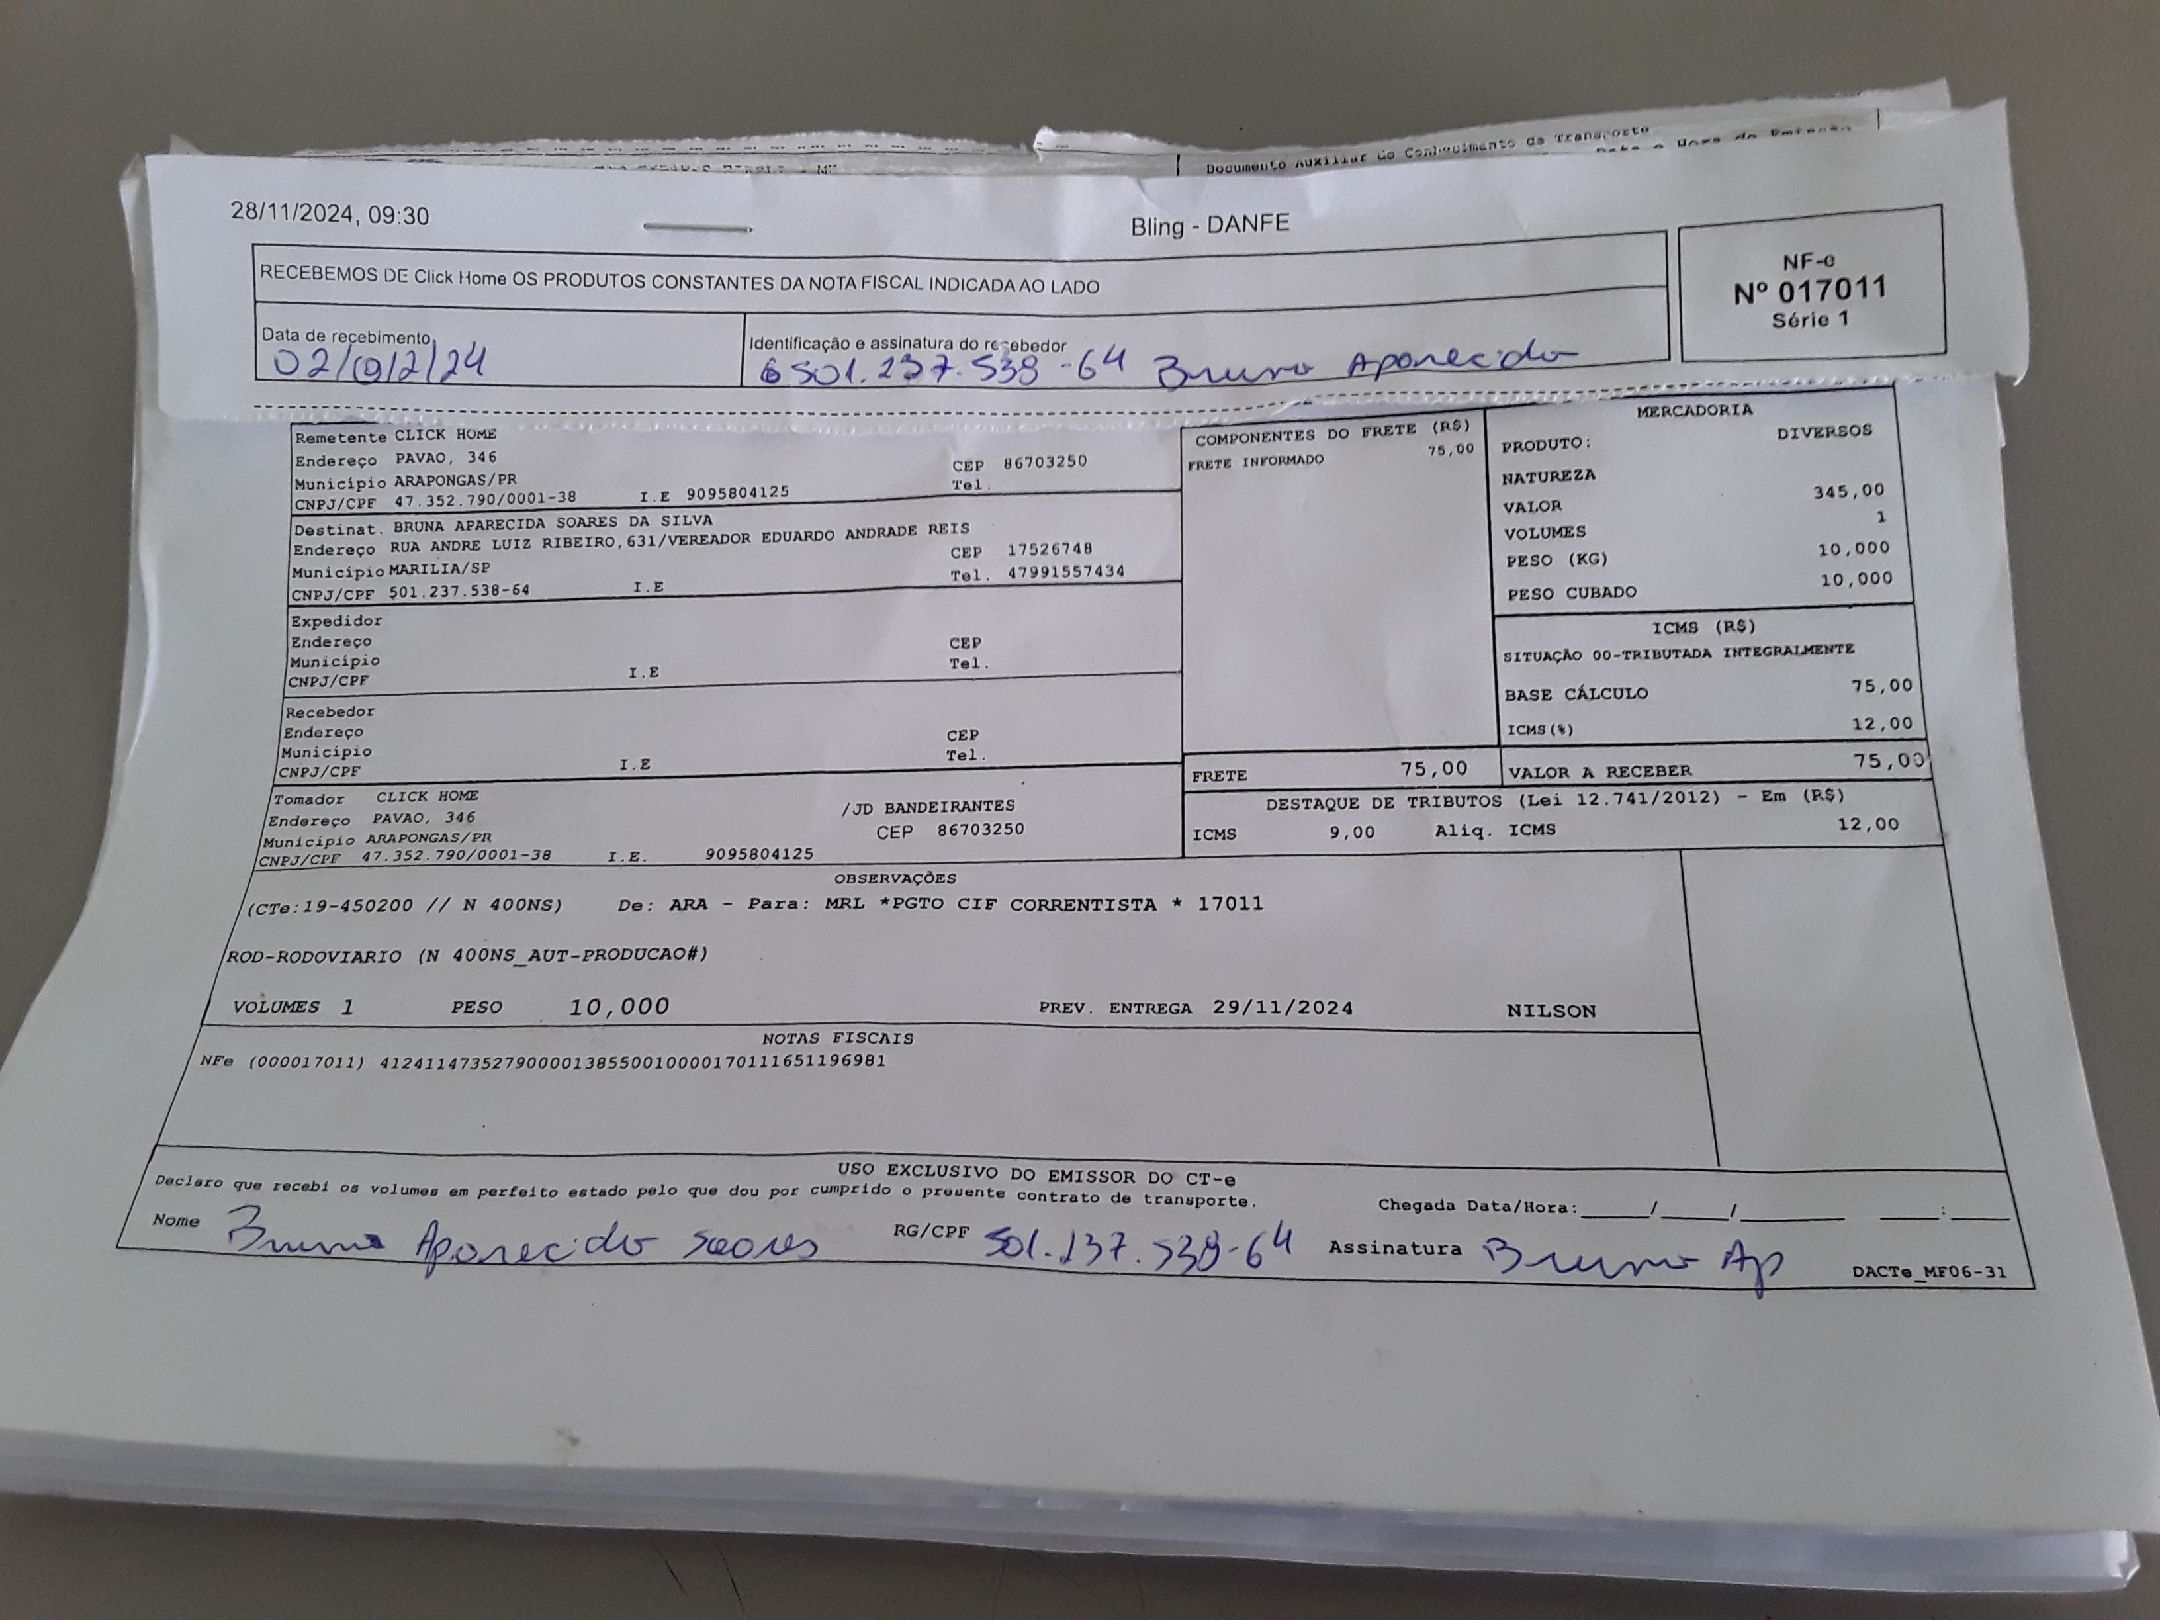 Documento Auxiliar do Conhecimento de Transporte
28/11/2024, 09:30
Bling - DANFE
RECEBEMOS DE Click Home OS PRODUTOS CONSTANTES DA NOTA FISCAL INDICADA AO LADO
NF-e
Nº 017011
Série 1
Data de recebimento
02/12/24
Identificação e assinatura do recebedor
501.237.538-64 Bruna Aparecida
Remetente CLICK HOME
Endereço PAVAO, 346 CEP 86703250
Município ARAPONGAS/PR Tel.
CNPJ/CPF 47.352.790/0001-38 I.E 9095804125
Destinat. BRUNA APARECIDA SOARES DA SILVA
Endereço RUA ANDRE LUIZ RIBEIRO,631/VEREADOR EDUARDO ANDRADE REIS
CEP 17526748
Município MARILIA/SP Tel. 47991557434
CNPJ/CPF 501.237.538-64 I.E
Expedidor
Endereço CEP
Município Tel.
CNPJ/CPF I.E
Recebedor
Endereço CEP
Município Tel.
CNPJ/CPF I.E
Tomador CLICK HOME /JD BANDEIRANTES
Endereço PAVAO, 346 CEP 86703250
Município ARAPONGAS/PR
CNPJ/CPF 47.352.790/0001-38 I.E. 9095804125
COMPONENTES DO FRETE (R$)
FRETE INFORMADO 75,00
MERCADORIA
PRODUTO: DIVERSOS
NATUREZA
VALOR 345,00
VOLUMES 1
PESO (KG) 10,000
PESO CUBADO 10,000
ICMS (R$)
SITUAÇÃO 00-TRIBUTADA INTEGRALMENTE
BASE CÁLCULO 75,00
ICMS(%) 12,00
FRETE 75,00 VALOR A RECEBER 75,00
DESTAQUE DE TRIBUTOS (Lei 12.741/2012) - Em (R$)
ICMS 9,00 Aliq. ICMS 12,00
OBSERVAÇÕES
(CTe:19-450200 // N 400NS) De: ARA - Para: MRL *PGTO CIF CORRENTISTA * 17011
ROD-RODOVIARIO (N 400NS_AUT-PRODUCAO#)
VOLUMES 1 PESO 10,000 PREV. ENTREGA 29/11/2024 NILSON
NOTAS FISCAIS
NFe (000017011) 41241147352790000138550010000170111651196981
USO EXCLUSIVO DO EMISSOR DO CT-e
Declaro que recebi os volumes em perfeito estado pelo que dou por cumprido o presente contrato de transporte.
Chegada Data/Hora:_____/_____/________ ____:____
Nome Bruna Aparecida Soares RG/CPF 501.237.538-64 Assinatura Bruna Ap
DACTe_MF06-31